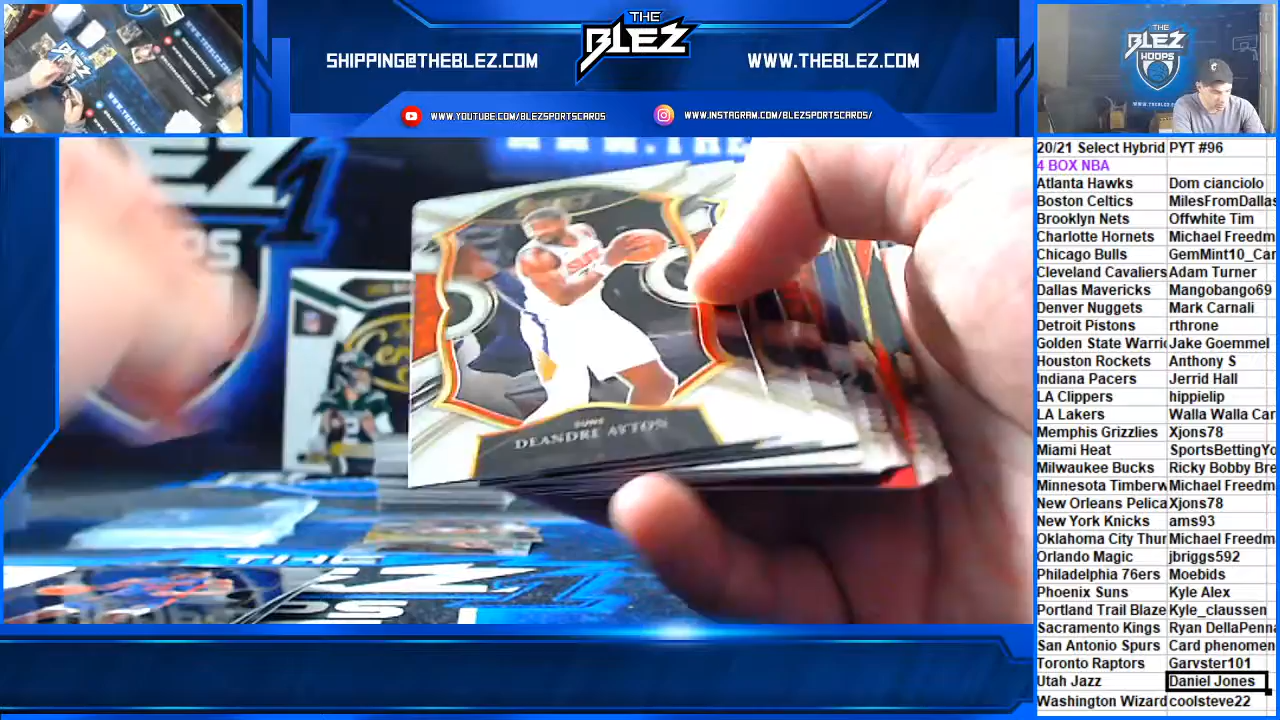 THE
BLEZ
SHIPPING@THEBLEZ.COM
WWW.THEBLEZ.COM
WWW.YOUTUBE.COM/BLEZSPORTSCARDS
WWW.INSTAGRAM.COM/BLEZSPORTSCARDS/
THE
BLEZ
HOOPS
20/21 Select Hybrid PYT #96
4 BOX NBA
Atlanta Hawks Dom cianciolo
Boston Celtics MilesFromDallas
Brooklyn Nets Offwhite Tim
Charlotte Hornets Michael Freedm
Chicago Bulls GemMint10_Car
Cleveland Cavaliers Adam Turner
Dallas Mavericks Mangobango69
Denver Nuggets Mark Carnali
Detroit Pistons rthrone
Golden State Warric Jake Goemmel
Houston Rockets Anthony S
Indiana Pacers Jerrid Hall
LA Clippers hippielip
LA Lakers Walla Walla Car
Memphis Grizzlies Xjons78
Miami Heat SportsBettingYo
Milwaukee Bucks Ricky Bobby Bre
Minnesota Timberw Michael Freedm
New Orleans Pelica Xjons78
New York Knicks ams93
Oklahoma City Thur Michael Freedm
Orlando Magic jbriggs592
Philadelphia 76ers Moebids
Phoenix Suns Kyle Alex
Portland Trail Blaze Kyle_claussen
Sacramento Kings Ryan DellaPenna
San Antonio Spurs Card phenomen
Toronto Raptors Garvster101
Utah Jazz Daniel Jones
Washington Wizard coolsteve22
SUNS
DEANDRE AYTON
THE